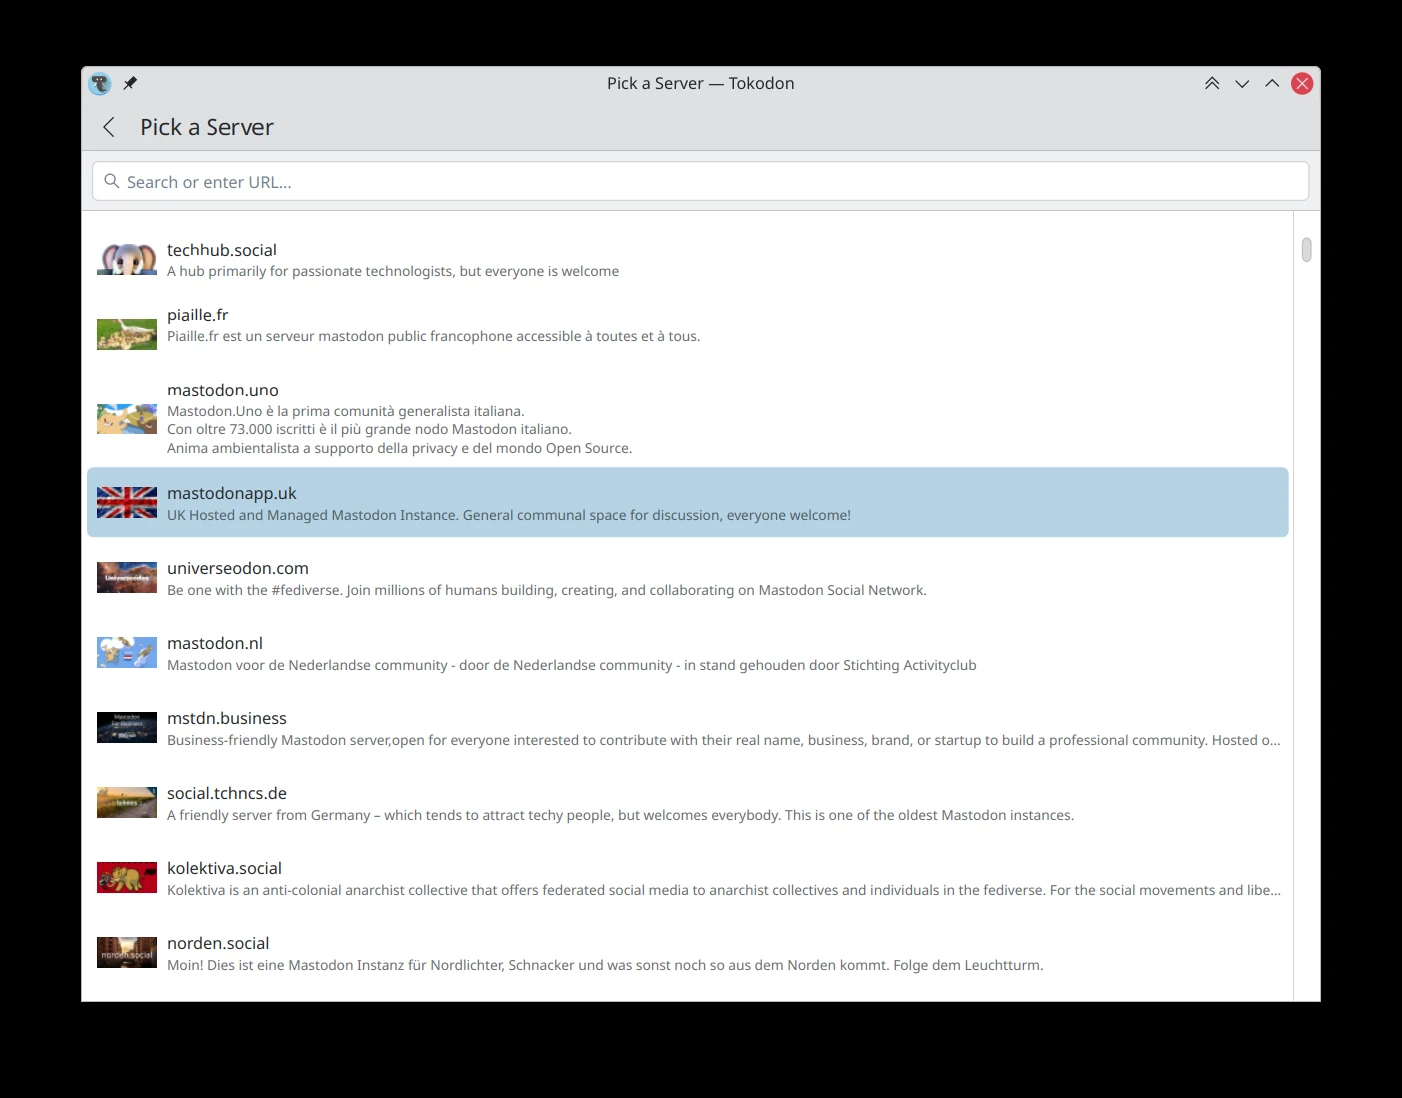 Pick a Server — Tokodon
Pick a Server
Search or enter URL...
techhub.social
A hub primarily for passionate technologists, but everyone is welcome
piaille.fr
Piaille.fr est un serveur mastodon public francophone accessible à toutes et à tous.
mastodon.uno
Mastodon.Uno è la prima comunità generalista italiana.
Con oltre 73.000 iscritti è il più grande nodo Mastodon italiano.
Anima ambientalista a supporto della privacy e del mondo Open Source.
mastodonapp.uk
UK Hosted and Managed Mastodon Instance. General communal space for discussion, everyone welcome!
universeodon.com
Universeodon
Be one with the #fediverse. Join millions of humans building, creating, and collaborating on Mastodon Social Network.
mastodon.nl
Mastodon voor de Nederlandse community - door de Nederlandse community - in stand gehouden door Stichting Activityclub
mstdn.business
Mastodon
For Business
Business-friendly Mastodon server,open for everyone interested to contribute with their real name, business, brand, or startup to build a professional community. Hosted o...
social.tchncs.de
A friendly server from Germany – which tends to attract techy people, but welcomes everybody. This is one of the oldest Mastodon instances.
kolektiva.social
Kolektiva is an anti-colonial anarchist collective that offers federated social media to anarchist collectives and individuals in the fediverse. For the social movements and libe...
norden.social
norden.social
Moin! Dies ist eine Mastodon Instanz für Nordlichter, Schnacker und was sonst noch so aus dem Norden kommt. Folge dem Leuchtturm.